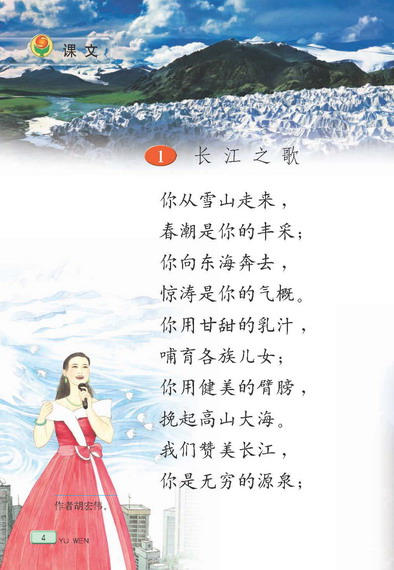 课文
1 长江之歌
你从雪山走来，
春潮是你的丰采；
你向东海奔去，
惊涛是你的气概。
你用甘甜的乳汁，
哺育各族儿女；
你用健美的臂膀，
挽起高山大海。
我们赞美长江，
你是无穷的源泉；
作者胡宏伟。
4 YU WEN